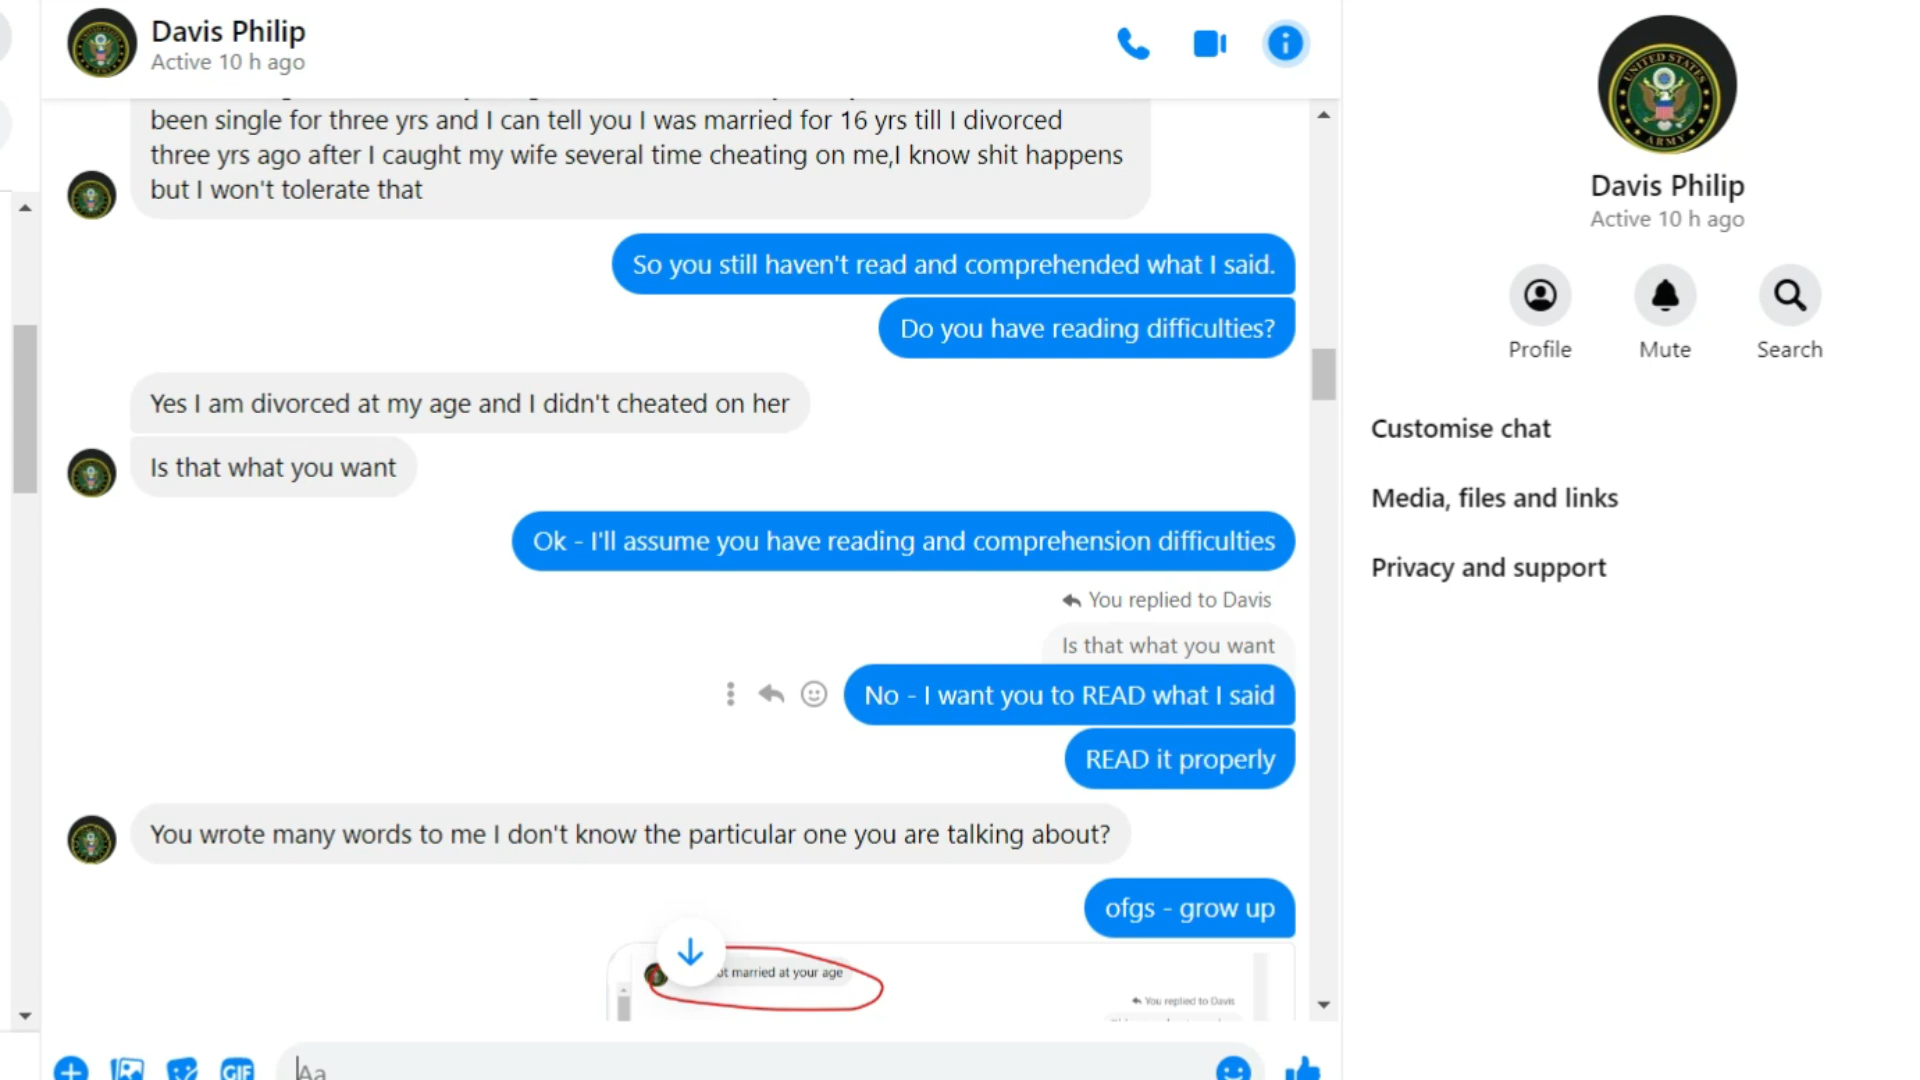 Davis Philip
Active 10 h ago
been single for three yrs and I can tell you I was married for 16 yrs till I divorced
three yrs ago after I caught my wife several time cheating on me,I know shit happens
but I won't tolerate that
So you still haven't read and comprehended what I said.
Do you have reading difficulties?
Yes I am divorced at my age and I didn't cheated on her
Is that what you want
Ok - I'll assume you have reading and comprehension difficulties
You replied to Davis
Is that what you want
No - I want you to READ what I said
READ it properly
You wrote many words to me I don't know the particular one you are talking about?
ofgs - grow up
married at your age
You replied to Davis
GIF
Aa
UNITED STATES
ARMY
Davis Philip
Active 10 h ago
Profile
Mute
Search
Customise chat
Media, files and links
Privacy and support